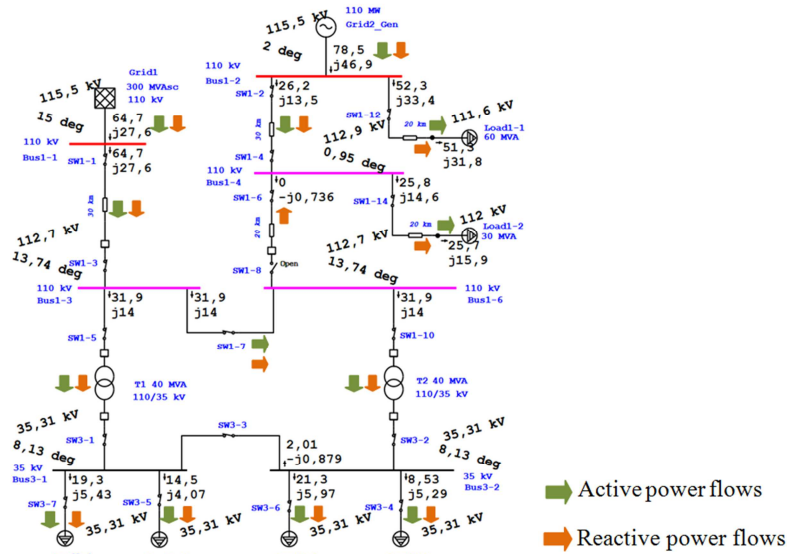 110 MW
Grid2_Gen
115,5 kV
2 deg
78,5
j46,9
110 kV
Bus1-2
26,2
j13,5
52,3
j33,4
SW1-2
SW1-12
30 km
20 km
111,6 kV
Load1-1
60 MVA
51,3
j31,8
Grid1
300 MVAsc
110 kV
115,5 kV
15 deg
64,7
j27,6
110 kV
Bus1-1
SW1-1
64,7
j27,6
30 km
112,7 kV
13,74 deg
SW1-3
SW1-4
112,9 kV
0,95 deg
110 kV
Bus1-4
0
-j0,736
25,8
j14,6
SW1-6
SW1-14
20 km
20 km
112 kV
Load1-2
30 MVA
25,7
j15,9
SW1-8
Open
112,7 kV
13,74 deg
110 kV
Bus1-3
31,9
j14
31,9
j14
31,9
j14
110 kV
Bus1-6
SW1-5
SW1-7
SW1-10
T1 40 MVA
110/35 kV
T2 40 MVA
110/35 kV
35,31 kV
8,13 deg
SW3-1
SW3-3
SW3-2
35,31 kV
8,13 deg
2,01
-j0,879
35 kV
Bus3-1
19,3
j5,43
14,5
j4,07
21,3
j5,97
8,53
j5,29
35 kV
Bus3-2
SW3-7
SW3-5
SW3-6
SW3-4
35,31 kV
35,31 kV
35,31 kV
35,31 kV
Active power flows
Reactive power flows